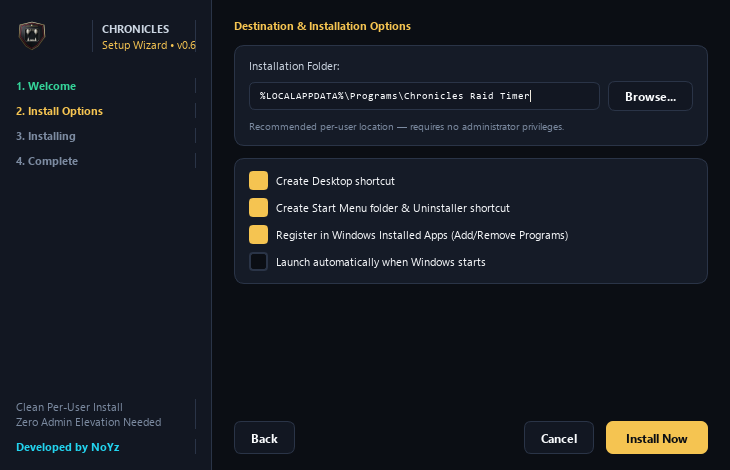 CHRONICLES
Setup Wizard • v0.6
1. Welcome
2. Install Options
3. Installing
4. Complete
Clean Per-User Install
Zero Admin Elevation Needed
Developed by NoYz
Destination & Installation Options
Installation Folder:
%LOCALAPPDATA%\Programs\Chronicles Raid Timer
Browse...
Recommended per-user location — requires no administrator privileges.
Create Desktop shortcut
Create Start Menu folder & Uninstaller shortcut
Register in Windows Installed Apps (Add/Remove Programs)
Launch automatically when Windows starts
Back
Cancel
Install Now